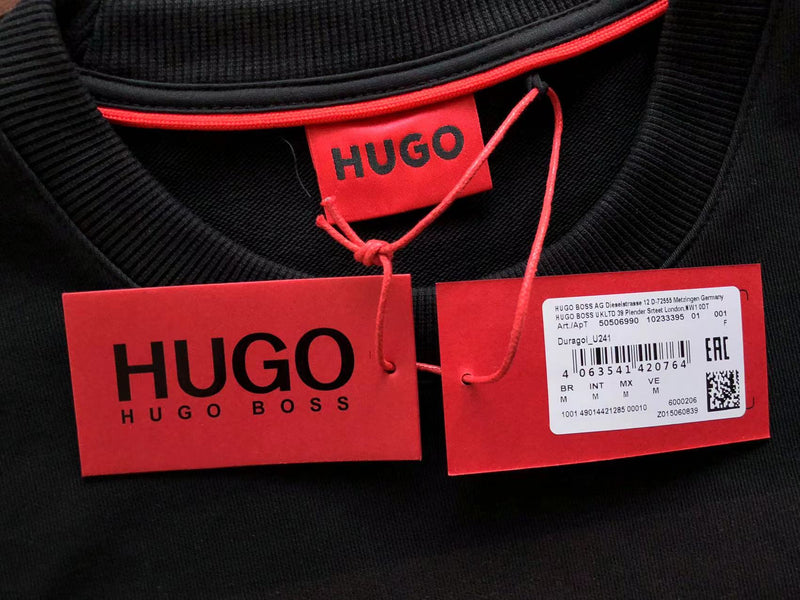 HUGO
HUGO
HUGO BOSS
HUGO BOSS AG Dieselstrasse 12 D-72555 Metzingen Germany
HUGO BOSS UKLTD 39 Plender Srteet London,NW1 0DT
Art./ApT 50506990 10233395 01 001
F
Duragol_U241
EAC
4 063541 420764
BR INT MX VE
M M M M
6000206
1001 49014421285 00010 Z015060839